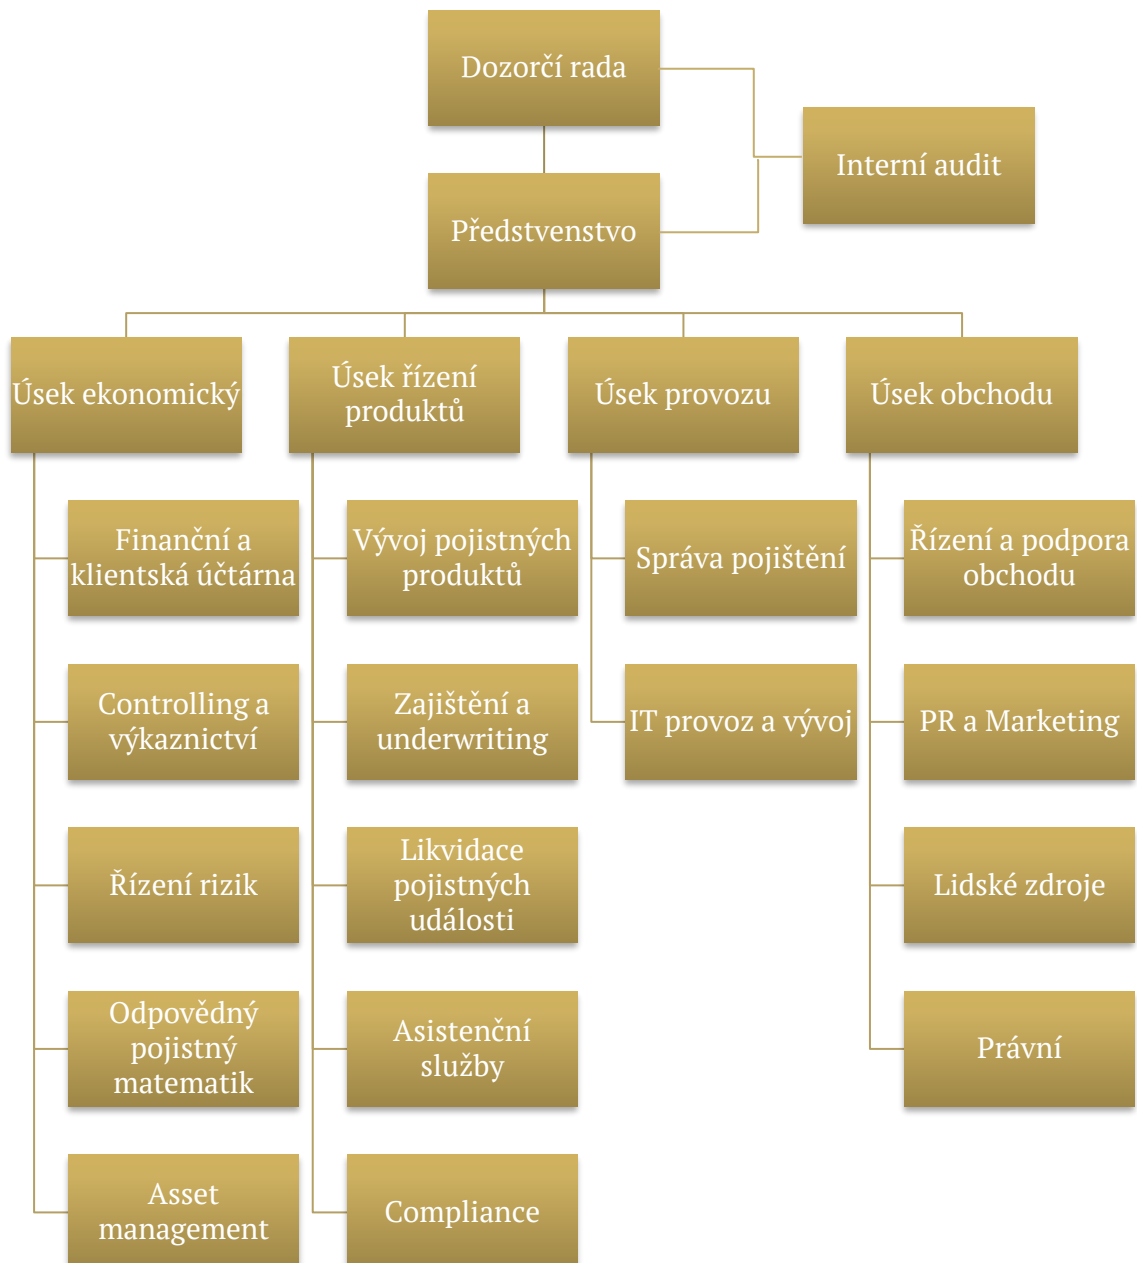 Dozorčí rada
Interní audit
Předstvenstvo
Úsek ekonomický
Úsek řízení
produktů
Úsek provozu
Úsek obchodu
Finanční a
klientská účtárna
Controlling a
výkaznictví
Řízení rizik
Odpovědný
pojistný
matematik
Asset
management
Vývoj pojistných
produktů
Zajištění a
underwriting
Likvidace
pojistných
události
Asistenční
služby
Compliance
Správa pojištění
IT provoz a vývoj
Řízení a podpora
obchodu
PR a Marketing
Lidské zdroje
Právní